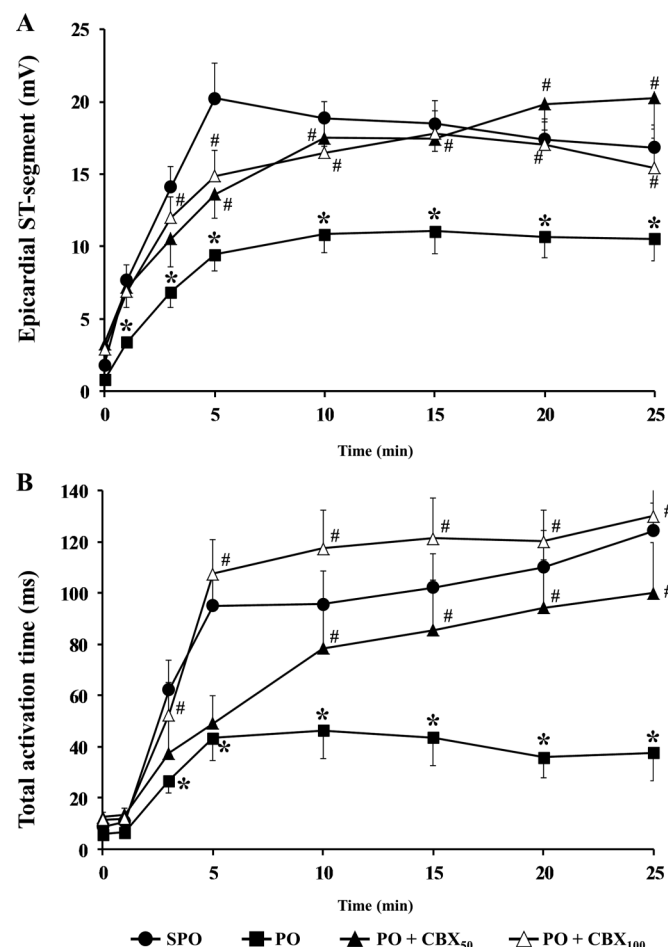 A
Epicardial ST-segment (mV)
25
20
15
10
5
0
# # # # # # # # # # # #
* * * * * * *
0 5 10 15 20 25
Time (min)
B
Total activation time (ms)
140
120
100
80
60
40
20
0
# # # # # # # # # #
* * * * * *
0 5 10 15 20 25
Time (min)
SPO PO PO + CBX50 PO + CBX100